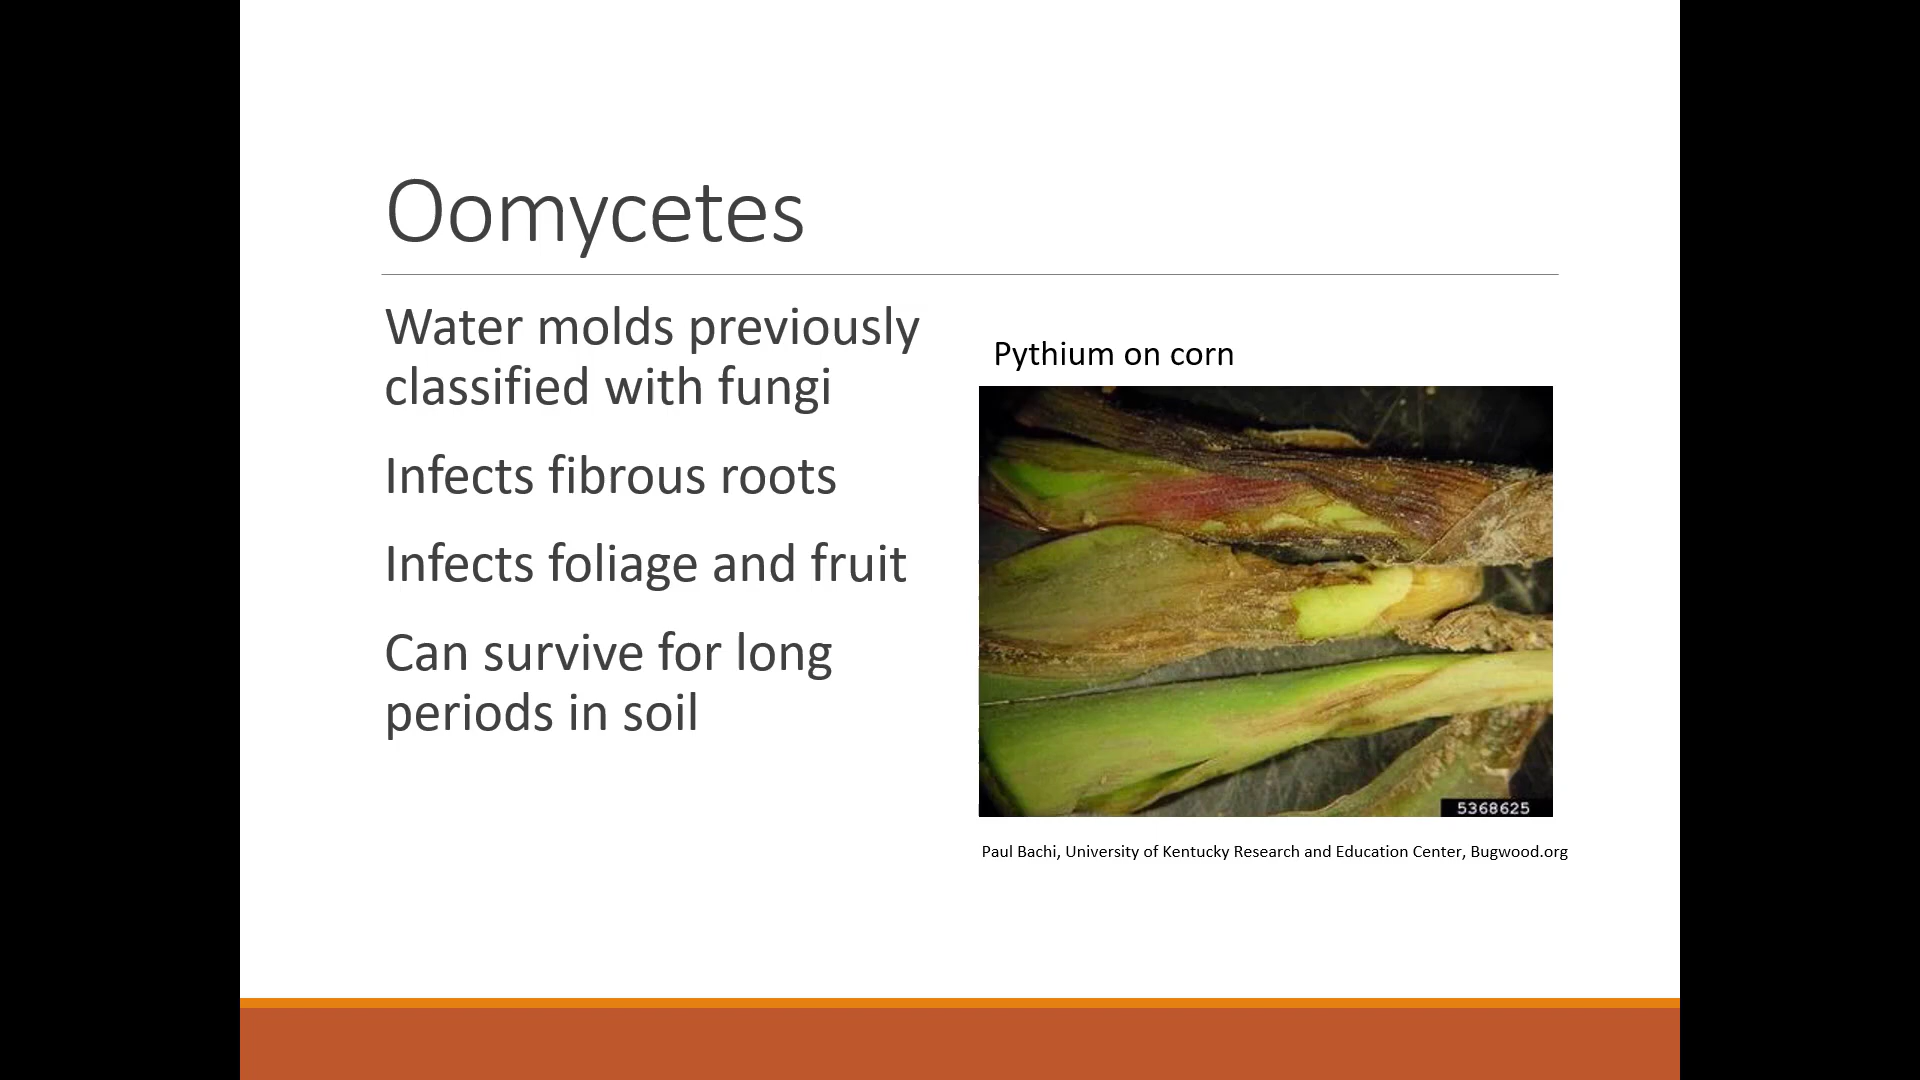 Oomycetes
Water molds previously
classified with fungi
Infects fibrous roots
Infects foliage and fruit
Can survive for long
periods in soil
Pythium on corn
5368625
Paul Bachi, University of Kentucky Research and Education Center, Bugwood.org